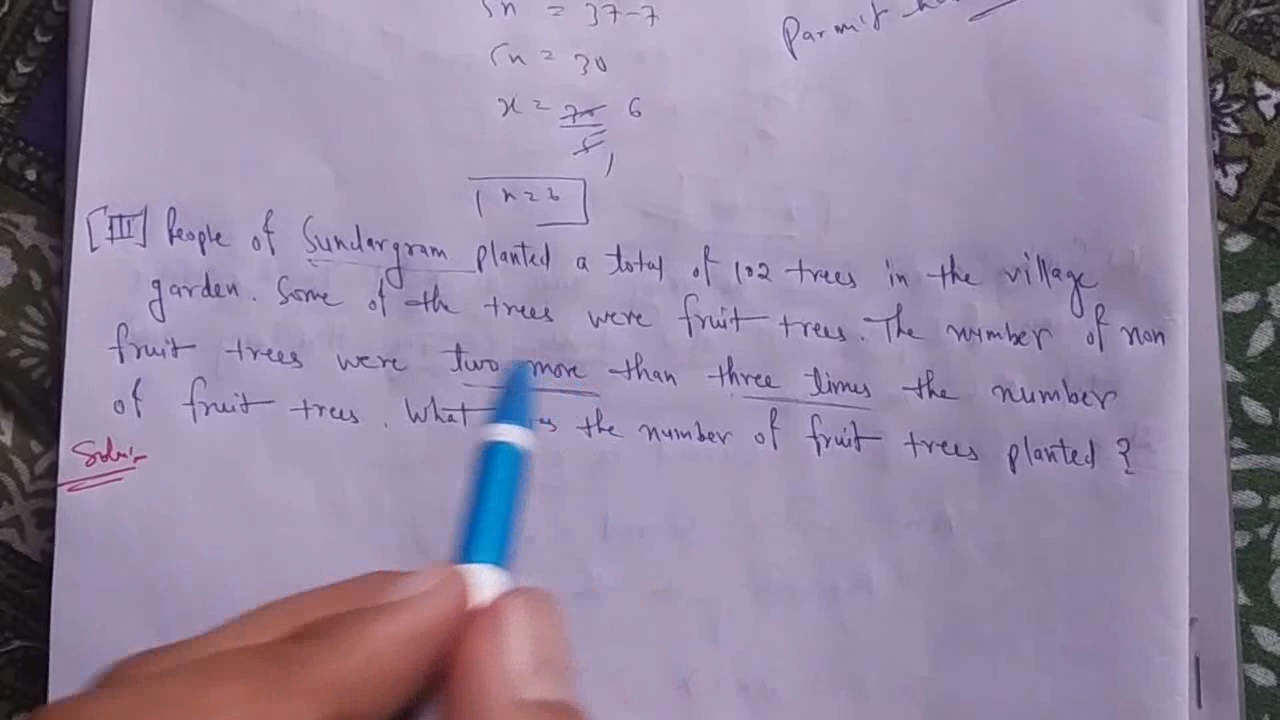 5x = 37-7
Parmit
5x = 30
x = 30 6
5
x = 6
[III] People of Sundargram planted a total of 102 trees in the village
garden. Some of the trees were fruit trees. The number of non
fruit trees were two more than three times the number
of fruit trees. What the number of fruit trees planted ?
Soln:-